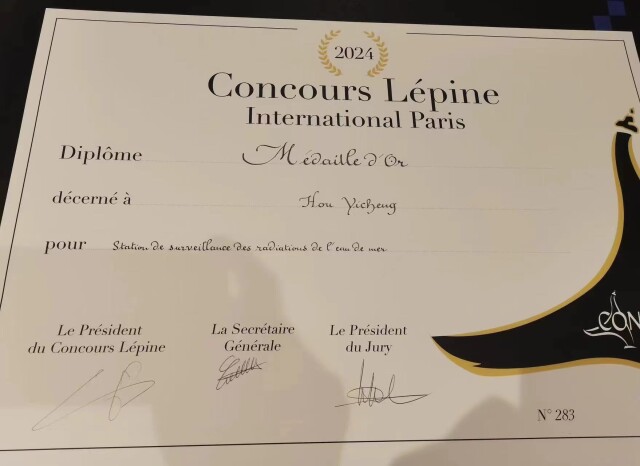 2024
Concours Lépine
International Paris
Diplôme Médaille d'Or
décerné à Hou Yicheng
pour Station de surveillance des radiations de l'eau de mer
Le Président
du Concours Lépine
La Secrétaire
Générale
Le Président
du Jury
CON
N° 283